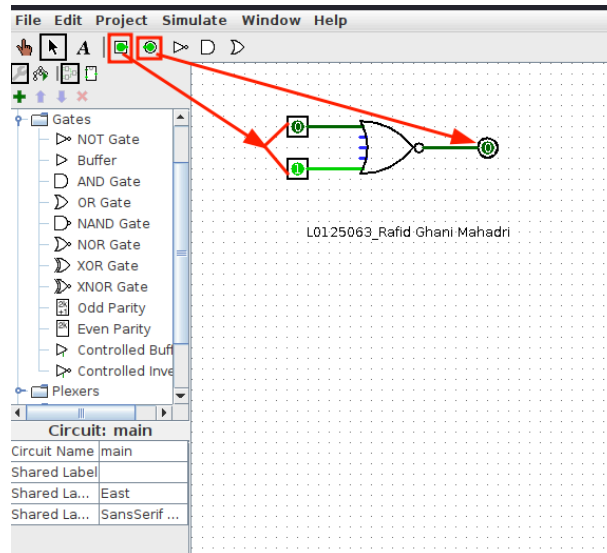 File Edit Project Simulate Window Help
A
Gates
NOT Gate
Buffer
AND Gate
OR Gate
NAND Gate
NOR Gate
XOR Gate
XNOR Gate
Odd Parity
Even Parity
Controlled Buff
Controlled Inve
Plexers
0
1
0
L0125063_Rafid Ghani Mahadri
Circuit: main
Circuit Name main
Shared Label
Shared La... East
Shared La... SansSerif ...